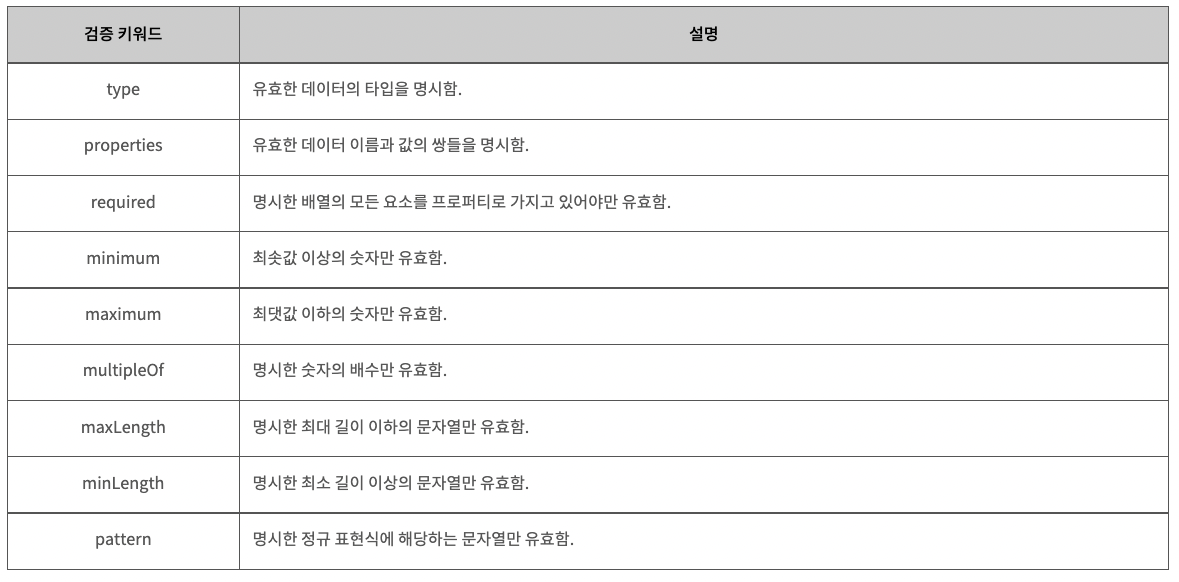 검증 키워드 설명
type 유효한 데이터의 타입을 명시함.
properties 유효한 데이터 이름과 값의 쌍들을 명시함.
required 명시한 배열의 모든 요소를 프로퍼티로 가지고 있어야만 유효함.
minimum 최솟값 이상의 숫자만 유효함.
maximum 최댓값 이하의 숫자만 유효함.
multipleOf 명시한 숫자의 배수만 유효함.
maxLength 명시한 최대 길이 이하의 문자열만 유효함.
minLength 명시한 최소 길이 이상의 문자열만 유효함.
pattern 명시한 정규 표현식에 해당하는 문자열만 유효함.